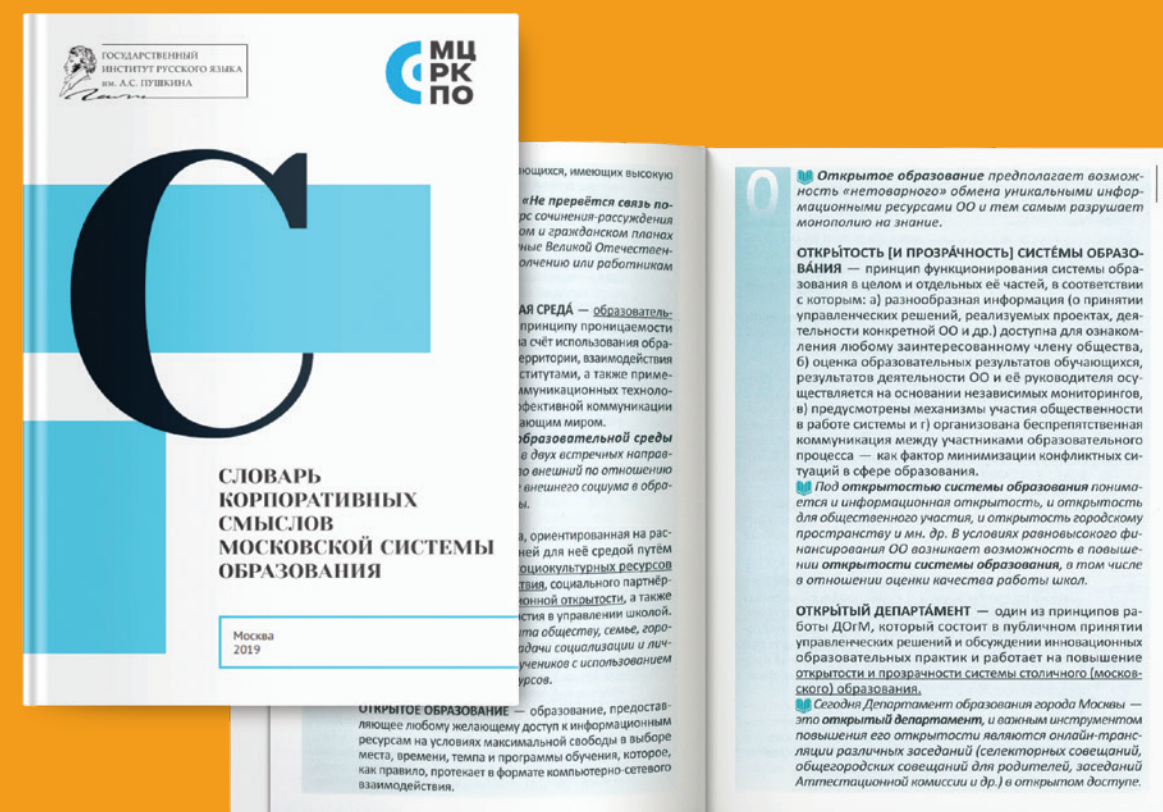 ГОСУДАРСТВЕННЫЙ
ИНСТИТУТ РУССКОГО ЯЗЫКА
ИМ. А.С. ПУШКИНА
МЦ
РК
ПО
С
СЛОВАРЬ
КОРПОРАТИВНЫХ
СМЫСЛОВ
МОСКОВСКОЙ СИСТЕМЫ
ОБРАЗОВАНИЯ
Москва
2019
ющихся, имеющих высокую
«Не прервётся связь по-
рс сочинения-рассуждения
ом и гражданском планах
ные Великой Отечествен-
олчению или работникам
АЯ СРЕДА́ — образователь-
принципу проницаемости
а счёт использования обра-
ерритории, взаимодействия
ститутами, а также приме-
ммуникационных техноло-
фективной коммуникации
ающим миром.
образовательной среды
в двух встречных направ-
ю внешний по отношению
е внешнего социума в обра-
ы.
а, ориентированная на рас-
ней для неё средой путём
оциокультурных ресурсов
твия, социального партнёр-
ионной открытости, а также
стия в управлении школой.
та обществу, семье, горо-
адачи социализации и лич-
учеников с использованием
урсов.
ОТКРЫТОЕ ОБРАЗОВАНИЕ — образование, предостав-
ляющее любому желающему доступ к информационным
ресурсам на условиях максимальной свободы в выборе
места, времени, темпа и программы обучения, которое,
как правило, протекает в формате компьютерно-сетевого
взаимодействия.
О
Открытое образование предполагает возмож-
ность «нетоварного» обмена уникальными инфор-
мационными ресурсами ОО и тем самым разрушает
монополию на знание.
ОТКРЫ́ТОСТЬ [И ПРОЗРА́ЧНОСТЬ] СИСТЕ́МЫ ОБРАЗО-
ВА́НИЯ — принцип функционирования системы обра-
зования в целом и отдельных её частей, в соответствии
с которым: а) разнообразная информация (о принятии
управленческих решений, реализуемых проектах, дея-
тельности конкретной ОО и др.) доступна для ознаком-
ления любому заинтересованному члену общества,
б) оценка образовательных результатов обучающихся,
результатов деятельности ОО и её руководителя осу-
ществляется на основании независимых мониторингов,
в) предусмотрены механизмы участия общественности
в работе системы и г) организована беспрепятственная
коммуникация между участниками образовательного
процесса — как фактор минимизации конфликтных си-
туаций в сфере образования.
Под открытостью системы образования понима-
ется и информационная открытость, и открытость
для общественного участия, и открытость городскому
пространству и мн. др. В условиях равновысокого фи-
нансирования ОО возникает возможность в повыше-
нии открытости системы образования, в том числе
в отношении оценки качества работы школ.
ОТКРЫ́ТЫЙ ДЕПАРТА́МЕНТ — один из принципов ра-
боты ДОгМ, который состоит в публичном принятии
управленческих решений и обсуждении инновационных
образовательных практик и работает на повышение
открытости и прозрачности системы столичного (москов-
ского) образования.
Сегодня Департамент образования города Москвы —
это открытый департамент, и важным инструментом
повышения его открытости являются онлайн-транс-
ляции различных заседаний (селекторных совещаний,
общегородских совещаний для родителей, заседаний
Аттестационной комиссии и др.) в открытом доступе.